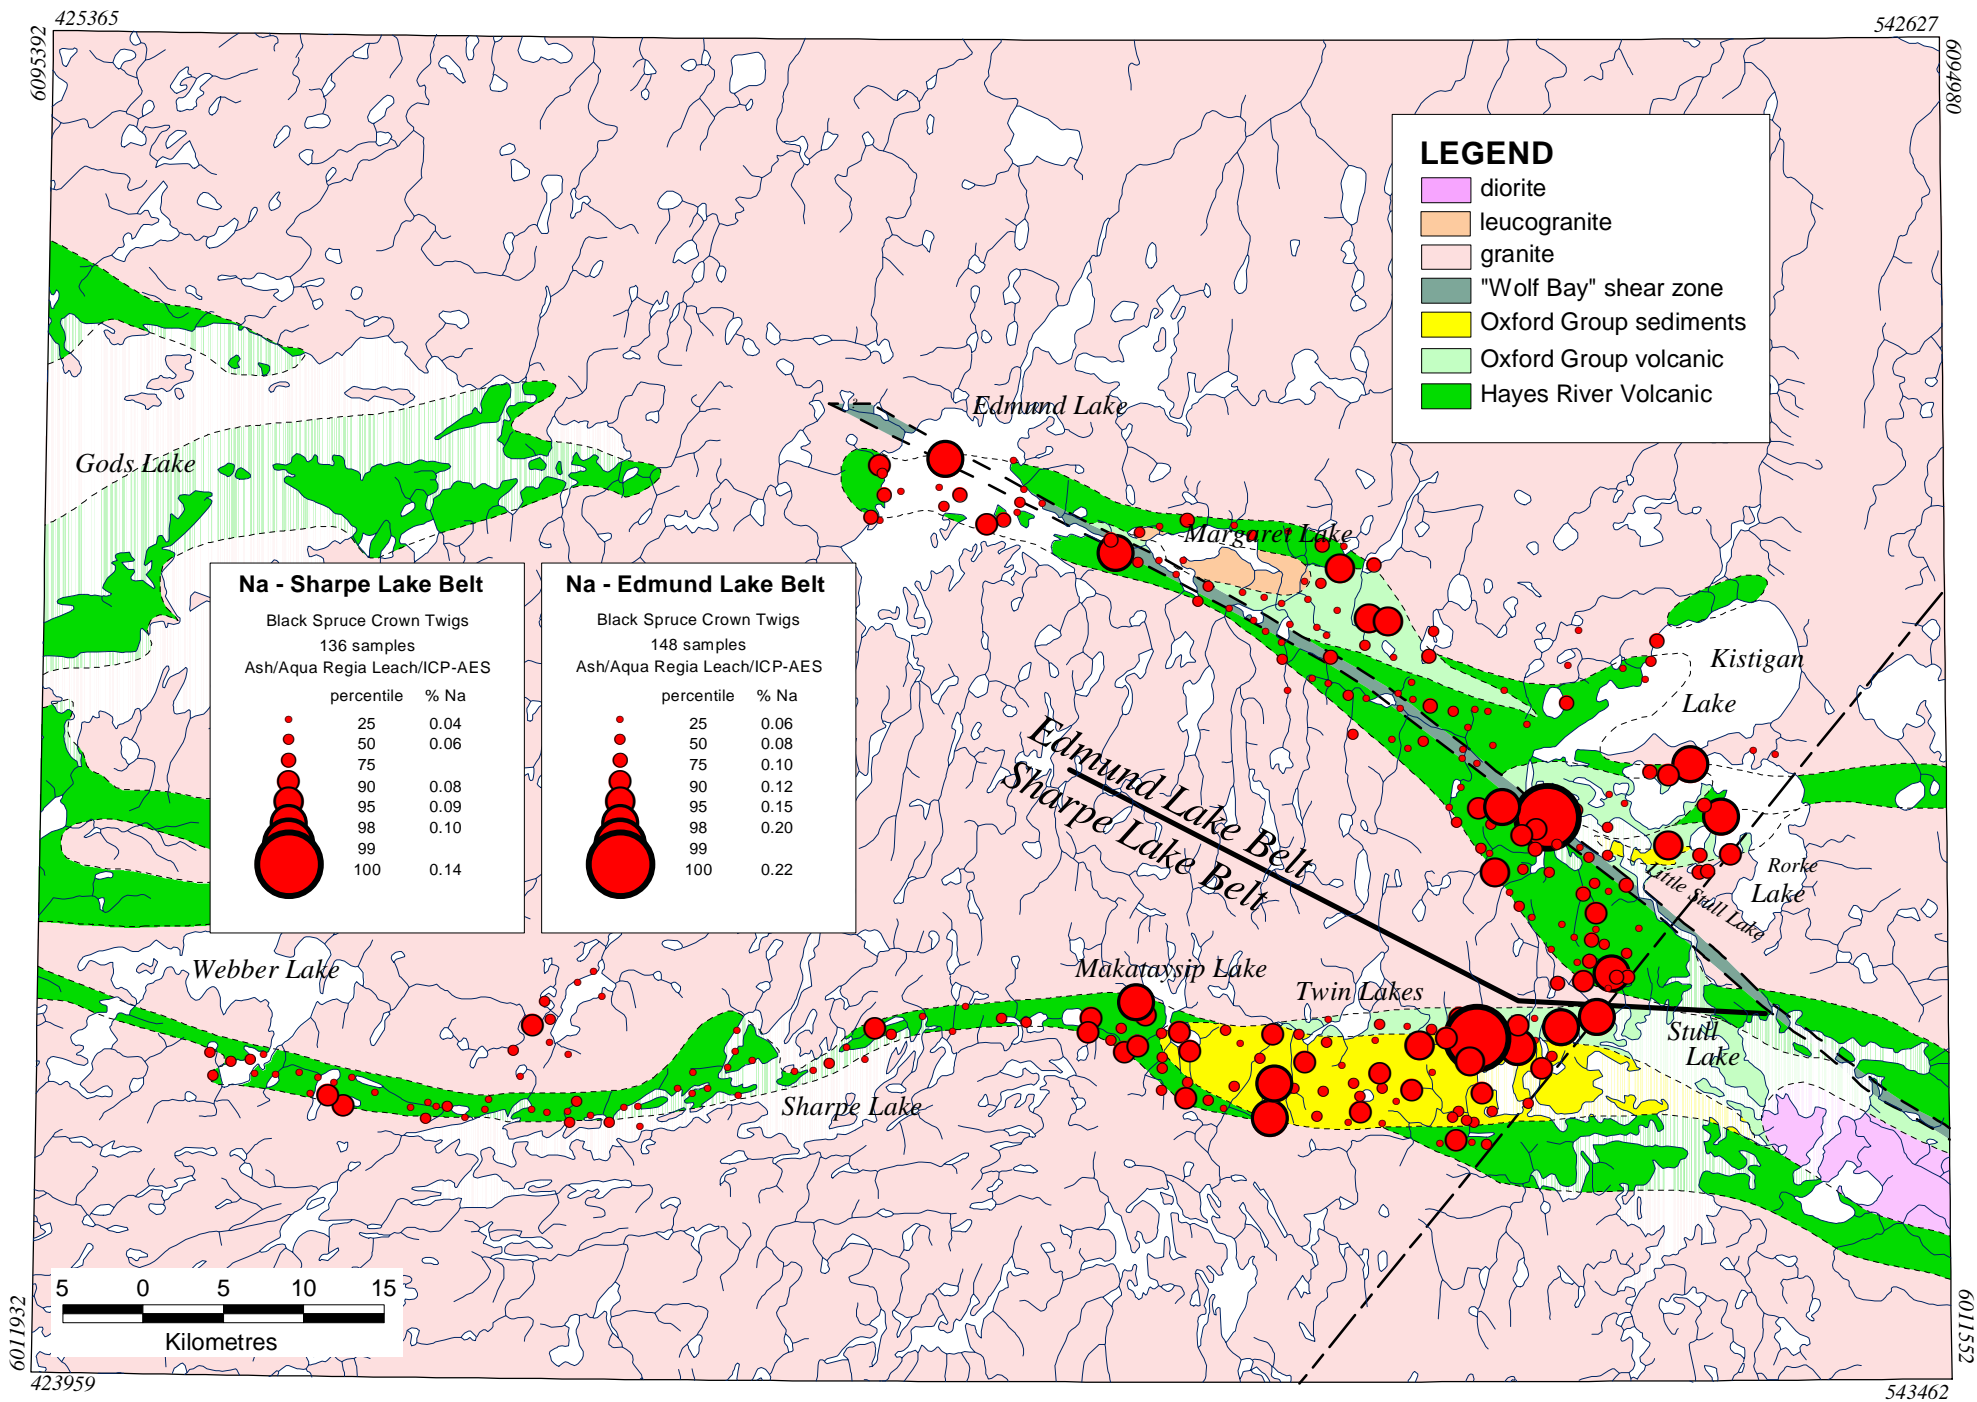 425365
542627
6095392
6094980
LEGEND
diorite
leucogranite
granite
"Wolf Bay" shear zone
Oxford Group sediments
Oxford Group volcanic
Hayes River Volcanic
Edmund Lake
Gods Lake
Margaret Lake
Kistigan
Lake
Na - Sharpe Lake Belt
Black Spruce Crown Twigs
136 samples
Ash/Aqua Regia Leach/ICP-AES
percentile % Na
25 0.04
50 0.06
75
90 0.08
95 0.09
98 0.10
99
100 0.14
Na - Edmund Lake Belt
Black Spruce Crown Twigs
148 samples
Ash/Aqua Regia Leach/ICP-AES
percentile % Na
25 0.06
50 0.08
75 0.10
90 0.12
95 0.15
98 0.20
99
100 0.22
Edmund Lake Belt
Sharpe Lake Belt
Rorke
Lake
Little Stull Lake
Webber Lake
Makataysip Lake
Twin Lakes
Stull
Lake
Sharpe Lake
5 0 5 10 15
Kilometres
6011932
6011552
423959
543462